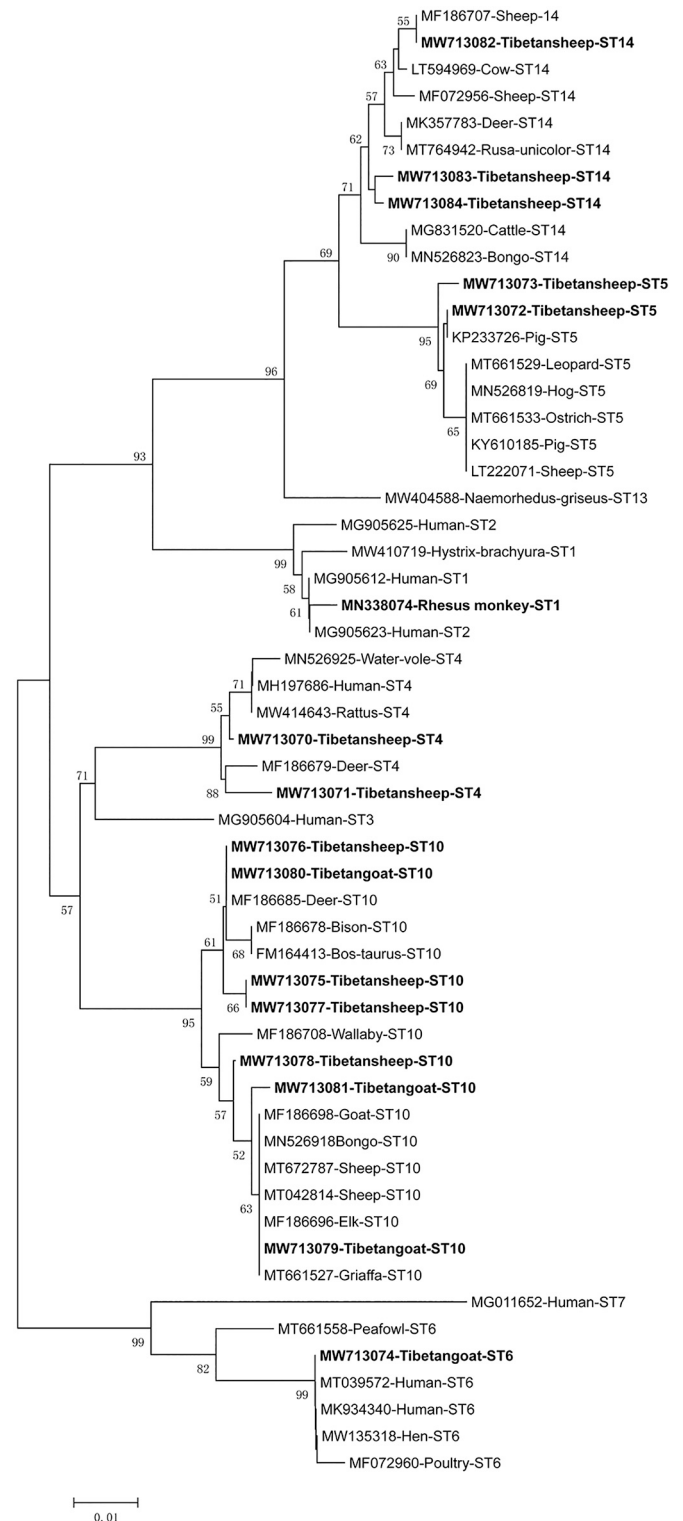 MF186707-Sheep-14
55
MW713082-Tibetansheep-ST14
LT594969-Cow-ST14
63
MF072956-Sheep-ST14
57
MK357783-Deer-ST14
62
73
MT764942-Rusa-unicolor-ST14
MW713083-Tibetansheep-ST14
71
MW713084-Tibetansheep-ST14
MG831520-Cattle-ST14
69
90
MN526823-Bongo-ST14
MW713073-Tibetansheep-ST5
MW713072-Tibetansheep-ST5
95
KP233726-Pig-ST5
MT661529-Leopard-ST5
96
69
MN526819-Hog-ST5
MT661533-Ostrich-ST5
65
KY610185-Pig-ST5
93
LT222071-Sheep-ST5
MW404588-Naemorhedus-griseus-ST13
MG905625-Human-ST2
MW410719-Hystrix-brachyura-ST1
99
MG905612-Human-ST1
58
MN338074-Rhesus monkey-ST1
61
MG905623-Human-ST2
MN526925-Water-vole-ST4
71
MH197686-Human-ST4
55
MW414643-Rattus-ST4
99
MW713070-Tibetansheep-ST4
MF186679-Deer-ST4
71
88
MW713071-Tibetansheep-ST4
MG905604-Human-ST3
MW713076-Tibetansheep-ST10
MW713080-Tibetangoat-ST10
51
MF186685-Deer-ST10
57
MF186678-Bison-ST10
61
68
FM164413-Bos-taurus-ST10
MW713075-Tibetansheep-ST10
66
MW713077-Tibetansheep-ST10
95
MF186708-Wallaby-ST10
MW713078-Tibetansheep-ST10
59
MW713081-Tibetangoat-ST10
57
MF186698-Goat-ST10
MN526918Bongo-ST10
52
MT672787-Sheep-ST10
MT042814-Sheep-ST10
63
MF186696-Elk-ST10
MW713079-Tibetangoat-ST10
MT661527-Griaffa-ST10
MG011652-Human-ST7
99
MT661558-Peafowl-ST6
MW713074-Tibetangoat-ST6
82
MT039572-Human-ST6
99
MK934340-Human-ST6
MW135318-Hen-ST6
MF072960-Poultry-ST6
0.01